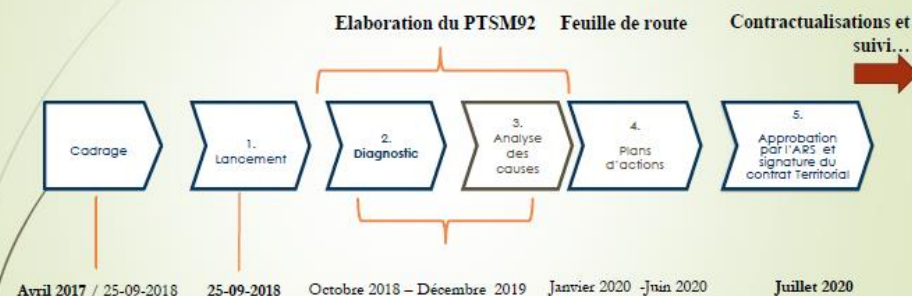 Elaboration du PTSM92 Feuille de route Contractualisations et
suivi...
Cadrage
1.
Lancement
2.
Diagnostic
3.
Analyse
des
causes
4.
Plans
d'actions
5.
Approbation
par l'ARS et
signature du
contrat Territorial
Avril 2017 / 25-09-2018 25-09-2018 Octobre 2018 – Décembre 2019 Janvier 2020 -Juin 2020 Juillet 2020